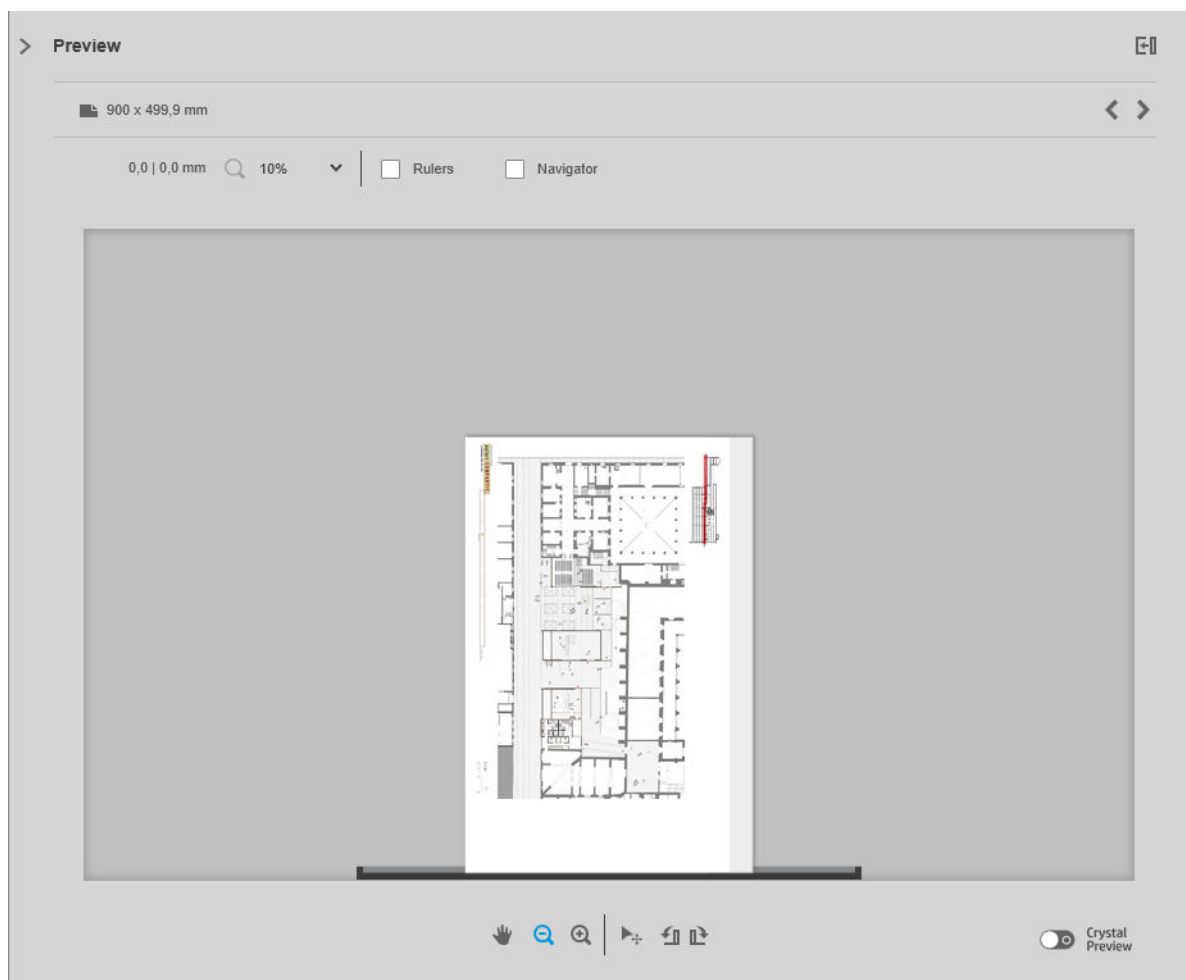 Preview
900 x 499,9 mm
0,0 | 0,0 mm 10% Rulers Navigator
Crystal
Preview